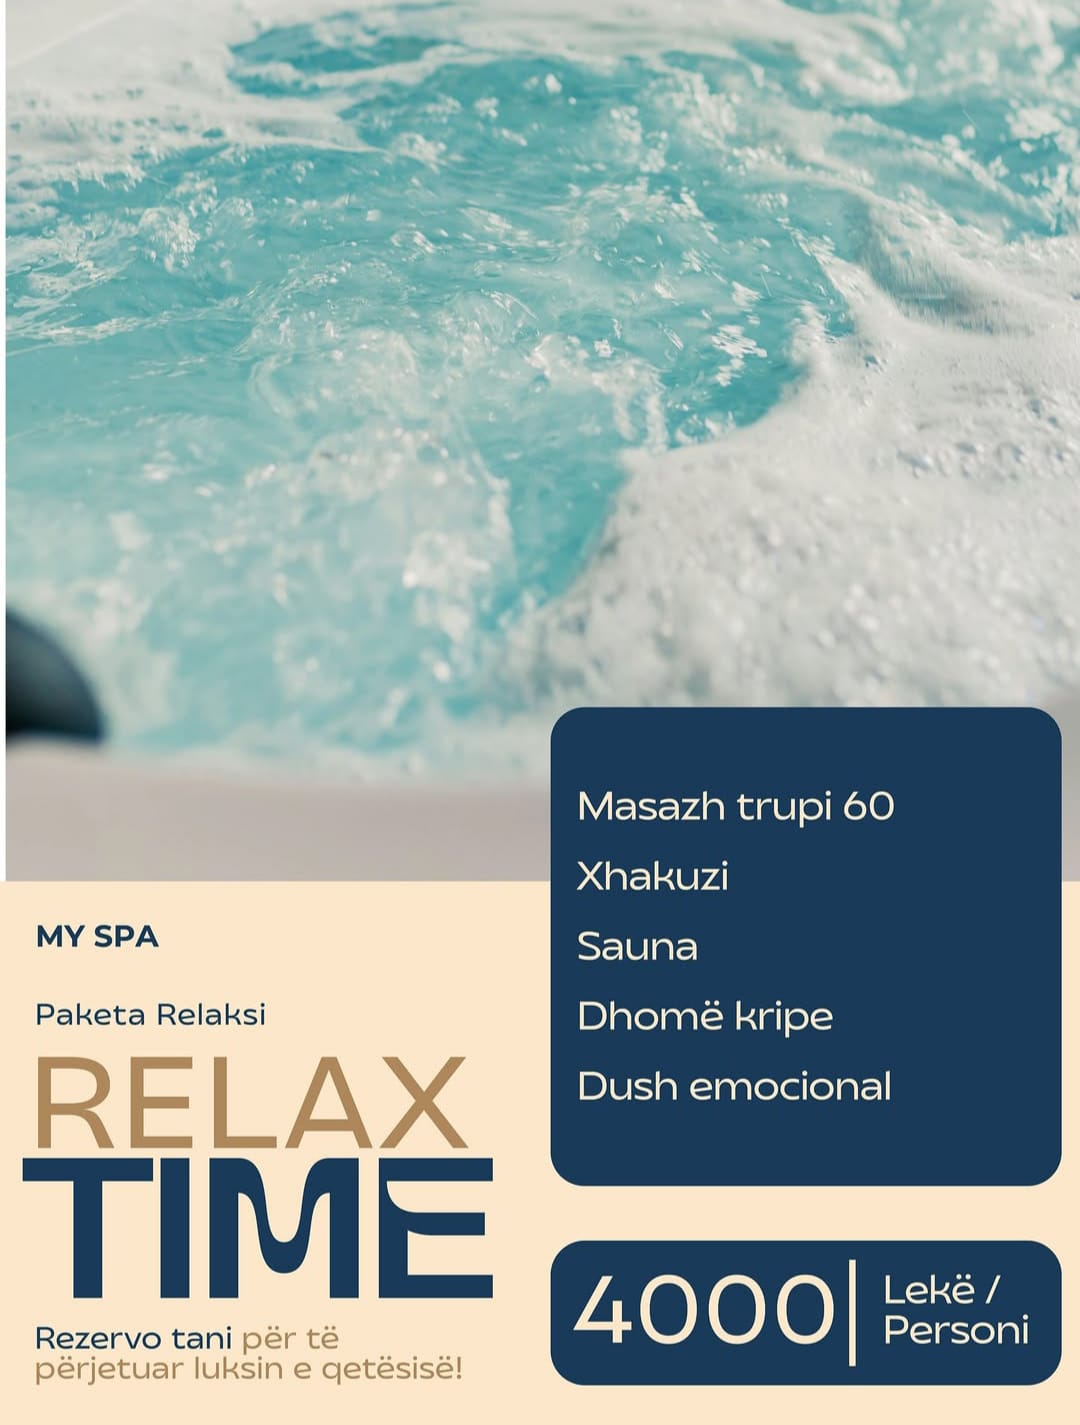 MY SPA
Paketa Relaksi
RELAX
TIME
Rezervo tani për të
përjetuar luksin e qetësisë!
Masazh trupi 60
Xhakuzi
Sauna
Dhomë kripe
Dush emocional
4000
Lekë /
Personi